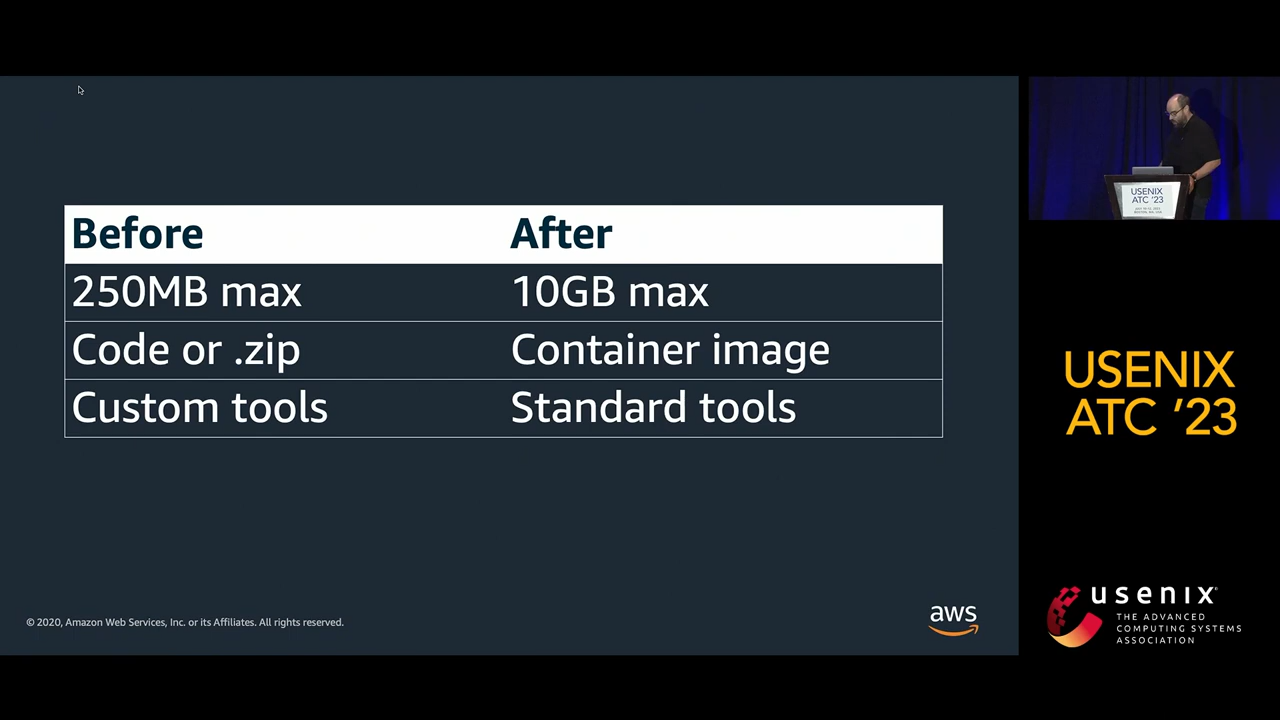 Before After
250MB max 10GB max
Code or .zip Container image
Custom tools Standard tools
© 2020, Amazon Web Services, Inc. or its Affiliates. All rights reserved.
aws
USENIX
ATC '23
USENIX
ATC '23
usenix
THE ADVANCED
COMPUTING SYSTEMS
ASSOCIATION